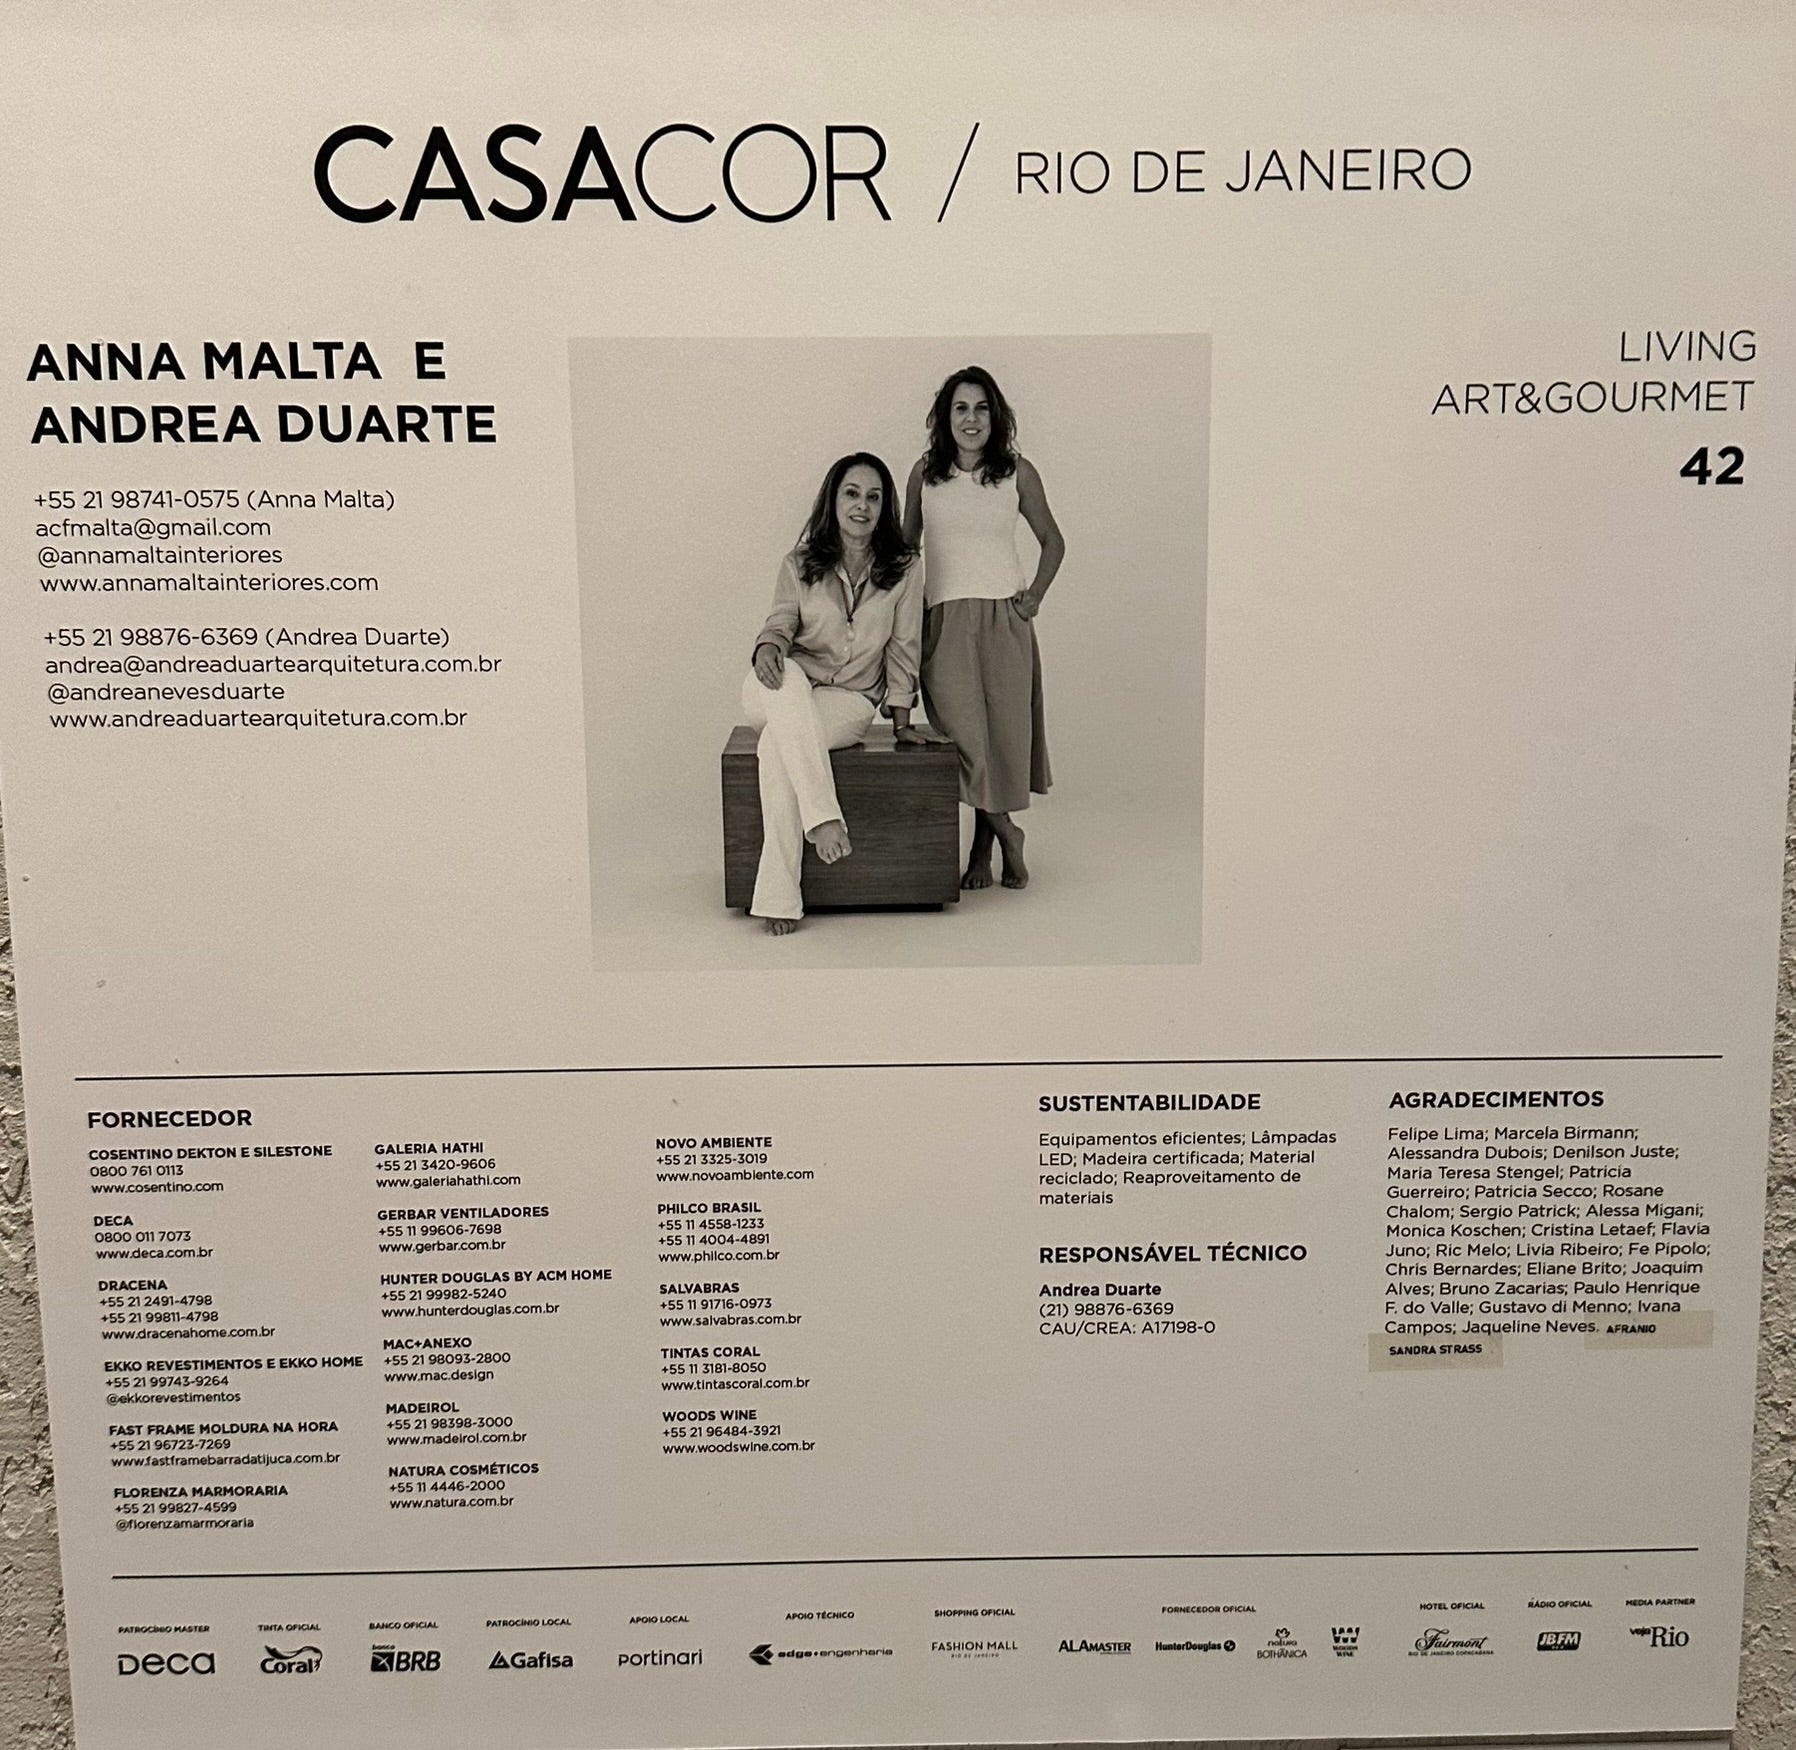 CASACOR / RIO DE JANEIRO
ANNA MALTA E
ANDREA DUARTE
+55 21 98741-0575 (Anna Malta)
acfmalta@gmail.com
@annamaltainteriores
www.annamaltainteriores.com
+55 21 98876-6369 (Andrea Duarte)
andrea@andreaduartearquitetura.com.br
@andreanevesduarte
www.andreaduartearquitetura.com.br
LIVING
ART&GOURMET
42
FORNECEDOR
COSENTINO DEKTON E SILESTONE
0800 761 0113
www.cosentino.com
DECA
0800 011 7073
www.deca.com.br
DRACENA
+55 21 2491-4798
+55 21 99811-4798
www.dracenahome.com.br
EKKO REVESTIMENTOS E EKKO HOME
+55 21 99743-9264
@ekkorevestimentos
FAST FRAME MOLDURA NA HORA
+55 21 96723-7269
www.fastframebarradatijuca.com.br
FLORENZA MARMORARIA
+55 21 99827-4599
@florenzamarmoraria
GALERIA HATHI
+55 21 3420-9606
www.galeriahathi.com
GERBAR VENTILADORES
+55 11 99606-7698
www.gerbar.com.br
HUNTER DOUGLAS BY ACM HOME
+55 21 99982-5240
www.hunterdouglas.com.br
MAC+ANEXO
+55 21 98093-2800
www.mac.design
MADEIROL
+55 21 98398-3000
www.madeirol.com.br
NATURA COSMÉTICOS
+55 11 4446-2000
www.natura.com.br
NOVO AMBIENTE
+55 21 3325-3019
www.novoambiente.com
PHILCO BRASIL
+55 11 4558-1233
+55 11 4004-4891
www.philco.com.br
SALVABRAS
+55 11 91716-0973
www.salvabras.com.br
TINTAS CORAL
+55 11 3181-8050
www.tintascoral.com.br
WOODS WINE
+55 21 96484-3921
www.woodswine.com.br
SUSTENTABILIDADE
Equipamentos eficientes; Lâmpadas
LED; Madeira certificada; Material
reciclado; Reaproveitamento de
materiais
RESPONSÁVEL TÉCNICO
Andrea Duarte
(21) 98876-6369
CAU/CREA: A17198-0
AGRADECIMENTOS
Felipe Lima; Marcela Birmann;
Alessandra Dubois; Denilson Juste;
Maria Teresa Stengel; Patricia
Guerreiro; Patricia Secco; Rosane
Chalom; Sergio Patrick; Alessa Migani;
Monica Koschen; Cristina Letaef; Flavia
Juno; Ric Melo; Livia Ribeiro; Fe Pipolo;
Chris Bernardes; Eliane Brito; Joaquim
Alves; Bruno Zacarias; Paulo Henrique
F. do Valle; Gustavo di Menno; Ivana
Campos; Jaqueline Neves. AFRANIO
SANDRA STRASS
PATROCÍNIO MASTER
Deca
TINTA OFICIAL
Coral
BANCO OFICIAL
banco
BRB
PATROCÍNIO LOCAL
Gafisa
APOIO LOCAL
portinari
APOIO TÉCNICO
edge•engenharia
SHOPPING OFICIAL
FASHION MALL
RIO DE JANEIRO
FORNECEDOR OFICIAL
ALAMASTER
HunterDouglas
natura
BOTHÂNICA
W
WOODS
WINE
HOTEL OFICIAL
Fairmont
RIO DE JANEIRO COPACABANA
RÁDIO OFICIAL
JBFM
MEDIA PARTNER
veja Rio